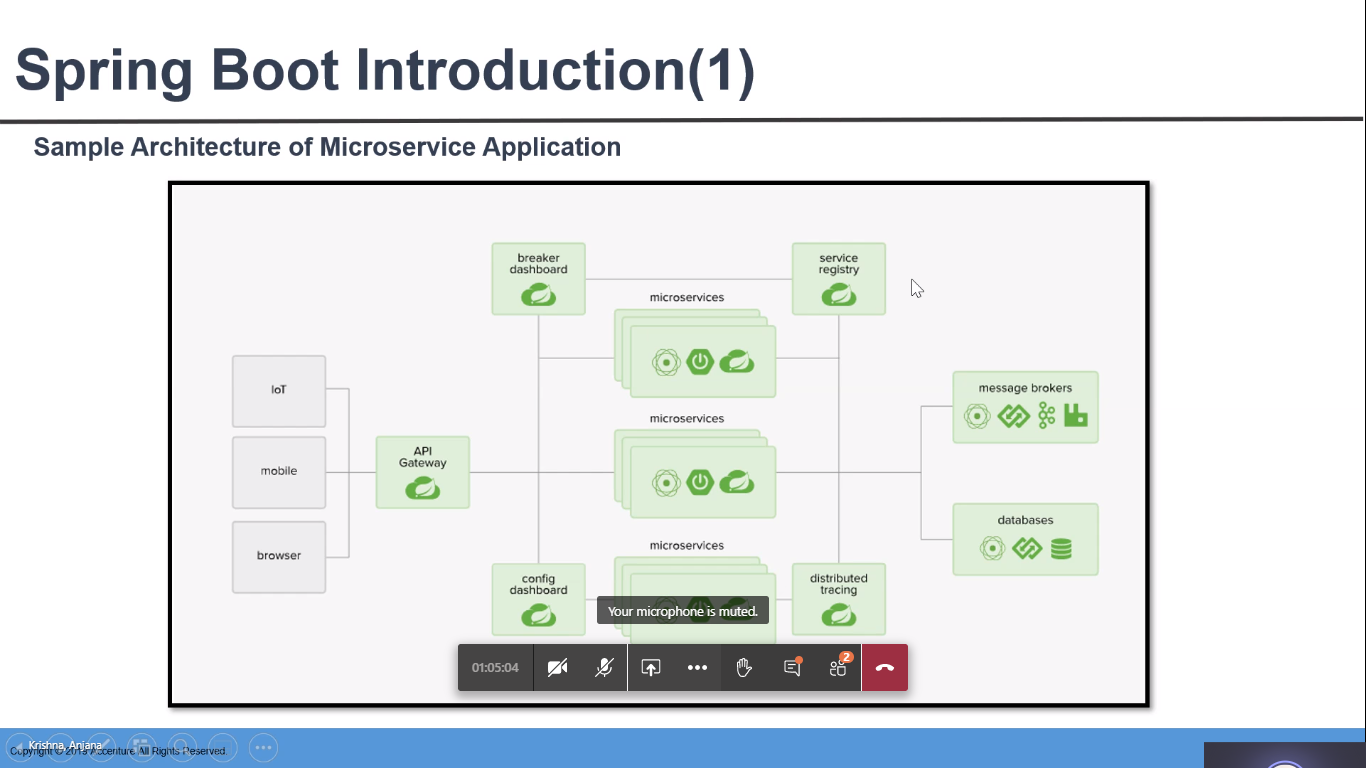 Spring Boot Introduction(1)
Sample Architecture of Microservice Application
breaker
dashboard
service
registry
microservices
IoT
message brokers
microservices
API
Gateway
mobile
databases
browser
microservices
config
dashboard
distributed
tracing
Your microphone is muted.
01:05:04
2
Krishna, Anjana
Copyright © 2019 Accenture All Rights Reserved.